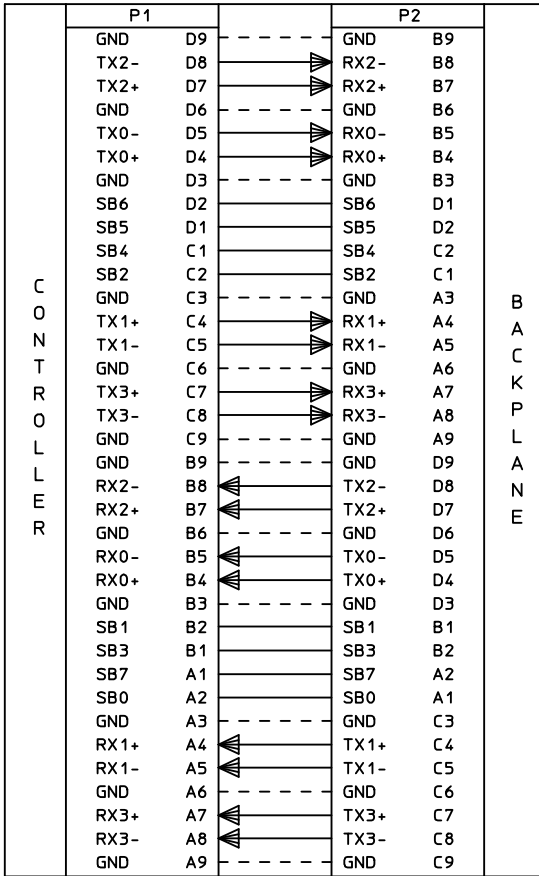 P1 P2
GND D9 GND B9
TX2- D8 RX2- B8
TX2+ D7 RX2+ B7
GND D6 GND B6
TX0- D5 RX0- B5
TX0+ D4 RX0+ B4
GND D3 GND B3
SB6 D2 SB6 D1
SB5 D1 SB5 D2
SB4 C1 SB4 C2
SB2 C2 SB2 C1
GND C3 GND A3
TX1+ C4 RX1+ A4
TX1- C5 RX1- A5
GND C6 GND A6
TX3+ C7 RX3+ A7
TX3- C8 RX3- A8
GND C9 GND A9
GND B9 GND D9
RX2- B8 TX2- D8
RX2+ B7 TX2+ D7
GND B6 GND D6
RX0- B5 TX0- D5
RX0+ B4 TX0+ D4
GND B3 GND D3
SB1 B2 SB1 B1
SB3 B1 SB3 B2
SB7 A1 SB7 A2
SB0 A2 SB0 A1
GND A3 GND C3
RX1+ A4 TX1+ C4
RX1- A5 TX1- C5
GND A6 GND C6
RX3+ A7 TX3+ C7
RX3- A8 TX3- C8
GND A9 GND C9
CONTROLLER
BACKPLANE